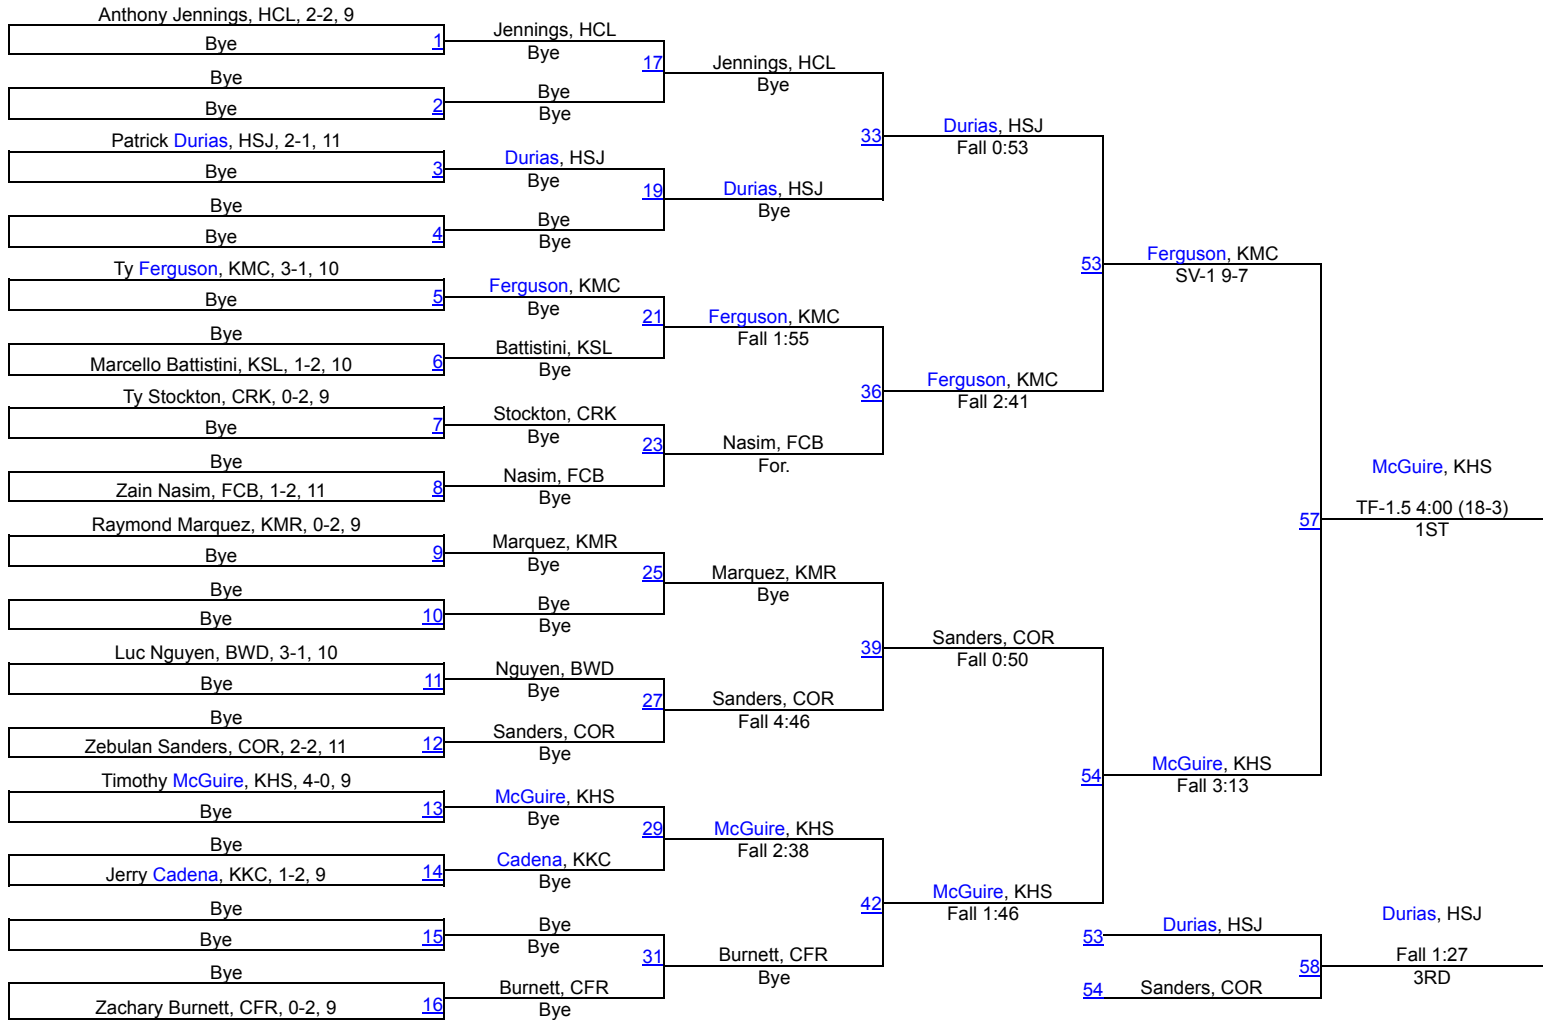 Anthony Jennings, HCL, 2-2, 9
Bye
1
Bye
Bye
2
Patrick Durias, HSJ, 2-1, 11
Bye
3
Bye
Bye
4
Ty Ferguson, KMC, 3-1, 10
Bye
5
Bye
Marcello Battistini, KSL, 1-2, 10
6
Ty Stockton, CRK, 0-2, 9
Bye
7
Bye
Zain Nasim, FCB, 1-2, 11
8
Raymond Marquez, KMR, 0-2, 9
Bye
9
Bye
Bye
10
Luc Nguyen, BWD, 3-1, 10
Bye
11
Bye
Zebulan Sanders, COR, 2-2, 11
12
Timothy McGuire, KHS, 4-0, 9
Bye
13
Bye
Jerry Cadena, KKC, 1-2, 9
14
Bye
Bye
15
Bye
Zachary Burnett, CFR, 0-2, 9
16
Jennings, HCL
Bye
17
Bye
Bye
Durias, HSJ
Bye
19
Bye
Bye
Ferguson, KMC
Bye
21
Battistini, KSL
Bye
Stockton, CRK
Bye
23
Nasim, FCB
Bye
Marquez, KMR
Bye
25
Bye
Bye
Nguyen, BWD
Bye
27
Sanders, COR
Bye
McGuire, KHS
Bye
29
Cadena, KKC
Bye
Bye
Bye
31
Burnett, CFR
Bye
Jennings, HCL
Bye
33
Durias, HSJ
Bye
Ferguson, KMC
Fall 1:55
36
Nasim, FCB
For.
Marquez, KMR
Bye
39
Sanders, COR
Fall 4:46
McGuire, KHS
Fall 2:38
42
Burnett, CFR
Bye
Durias, HSJ
Fall 0:53
53
Ferguson, KMC
Fall 2:41
Sanders, COR
Fall 0:50
54
McGuire, KHS
Fall 1:46
Ferguson, KMC
SV-1 9-7
57
McGuire, KHS
Fall 3:13
McGuire, KHS
TF-1.5 4:00 (18-3)
1ST
53
Durias, HSJ
58
54
Sanders, COR
Durias, HSJ
Fall 1:27
3RD